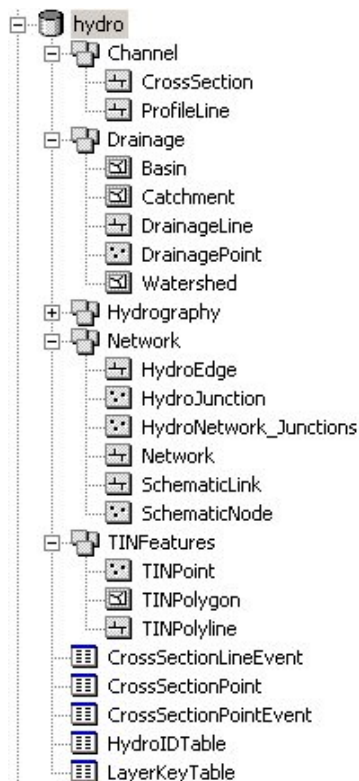 hydro
Channel
CrossSection
ProfileLine
Drainage
Basin
Catchment
DrainageLine
DrainagePoint
Watershed
Hydrography
Network
HydroEdge
HydroJunction
HydroNetwork_Junctions
Network
SchematicLink
SchematicNode
TINFeatures
TINPoint
TINPolygon
TINPolyline
CrossSectionLineEvent
CrossSectionPoint
CrossSectionPointEvent
HydroIDTable
LayerKeyTable